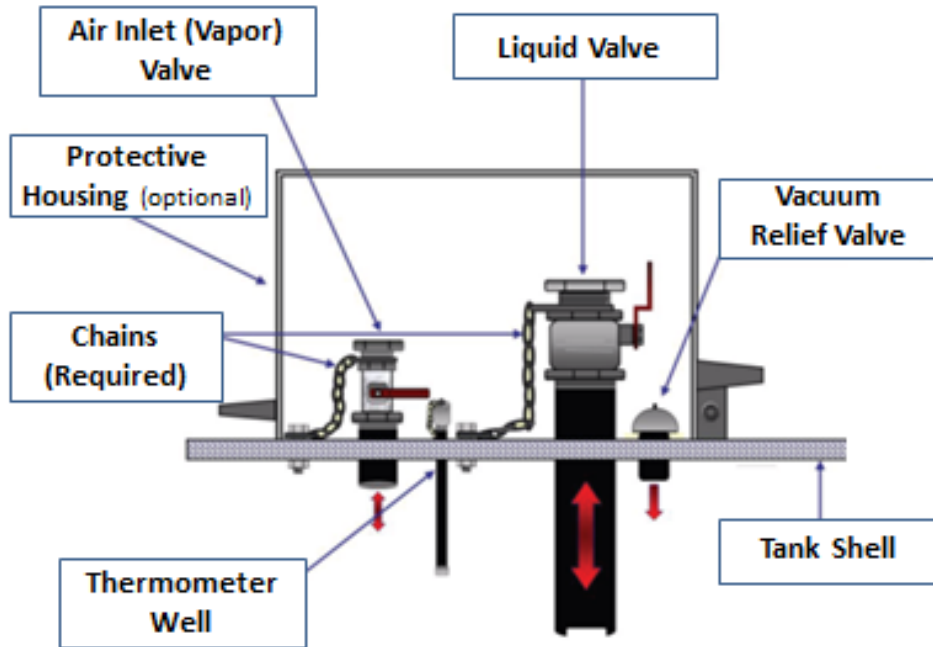 Air Inlet (Vapor)
Valve
Liquid Valve
Protective
Housing (optional)
Vacuum
Relief Valve
Chains
(Required)
Tank Shell
Thermometer
Well